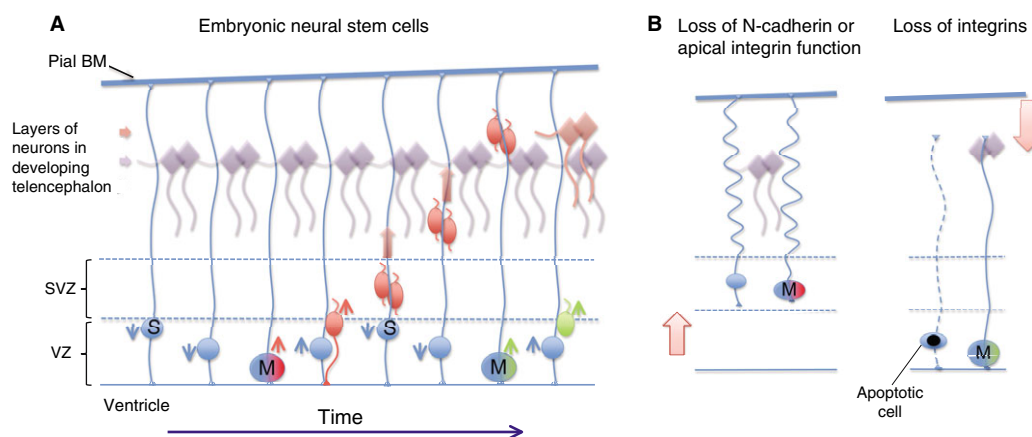 A
Embryonic neural stem cells
Pial BM
Layers of
neurons in
developing
telencephalon
SVZ
VZ
S
M
S
M
Ventricle
Time
B
Loss of N-cadherin or
apical integrin function
Loss of integrins
M
M
Apoptotic
cell